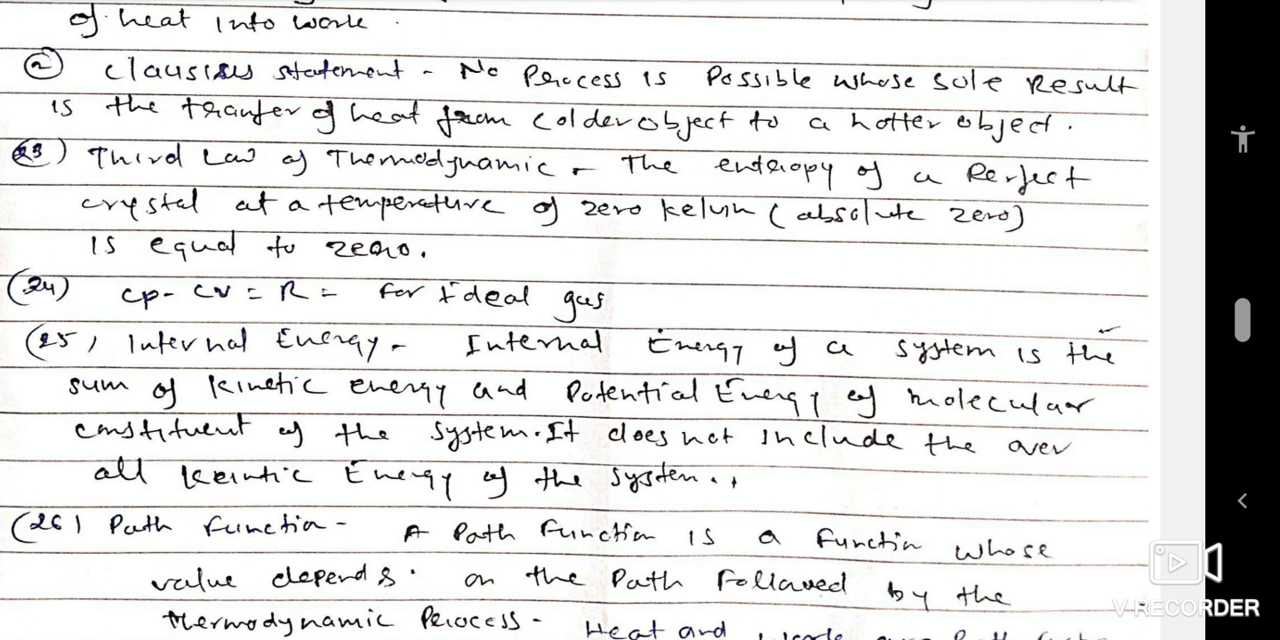 of heat into work.
(2) Clausius statement - No Process is Possible whose sole Result
is the tranfer of heat from colder object to a hotter object.
(23) Third Law of Thermodynamic - The entropy of a Perfect
crystal at a temperature of zero kelvin (absolute zero)
is equal to zero.
(24) Cp - Cv = R = For Ideal gas
(25) Internal Energy - Internal Energy of a system is the
sum of kinetic energy and Potential Energy of molecular
constituent of the system. It does not include the over
all keintic Energy of the system..
(26) Path function - A Path Function is a functin whose
value depends on the Path Followed by the
thermodynamic Process - Heat and
V RECORDER